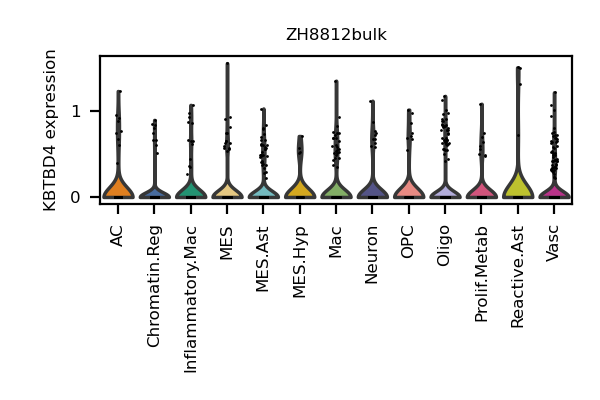 ZH8812bulk
KBTBD4 expression
1
0
AC
Chromatin.Reg
Inflammatory.Mac
MES
MES.Ast
MES.Hyp
Mac
Neuron
OPC
Oligo
Prolif.Metab
Reactive.Ast
Vasc